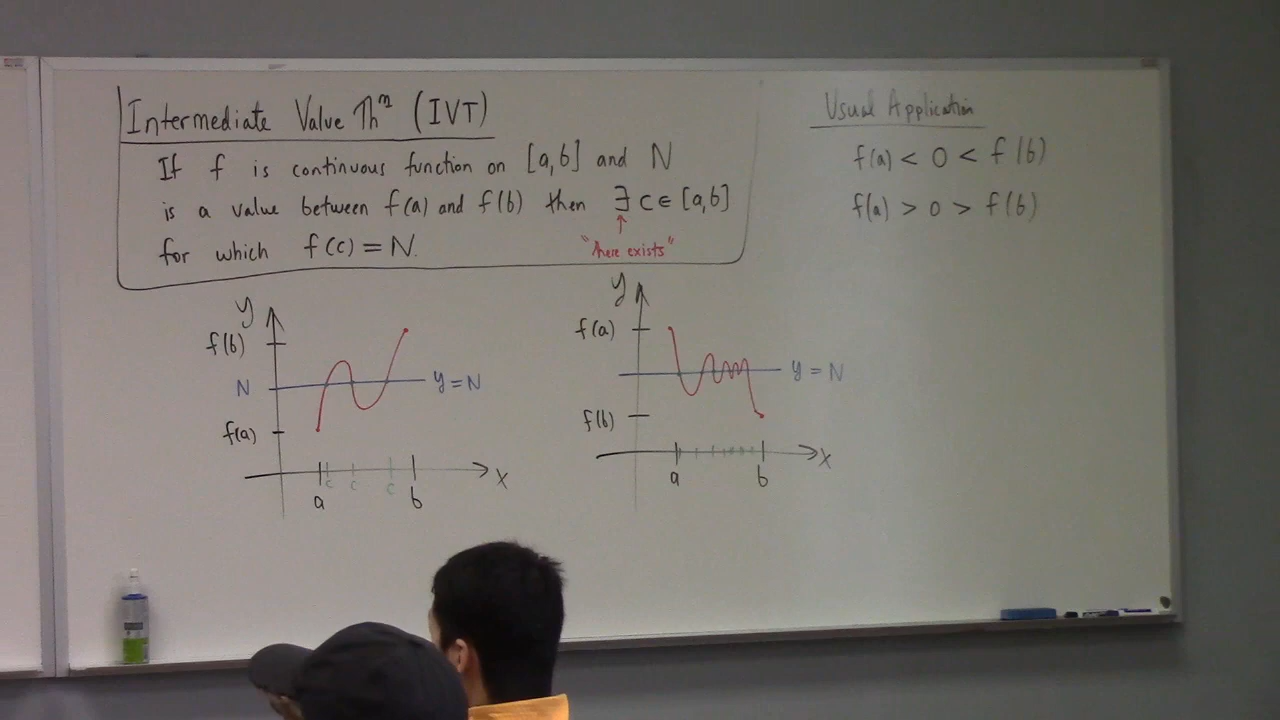 Intermediate Value Thᵐ (IVT)
If f is continuous function on [a,b] and N
is a value between f(a) and f(b) then ∃ c ∈ [a,b]
for which f(c) = N.
"there exists"
Usual Application
f(a) < 0 < f(b)
f(a) > 0 > f(b)
y
f(b)
N
y = N
f(a)
c c c
x
a b
y
f(a)
y = N
f(b)
x
a b